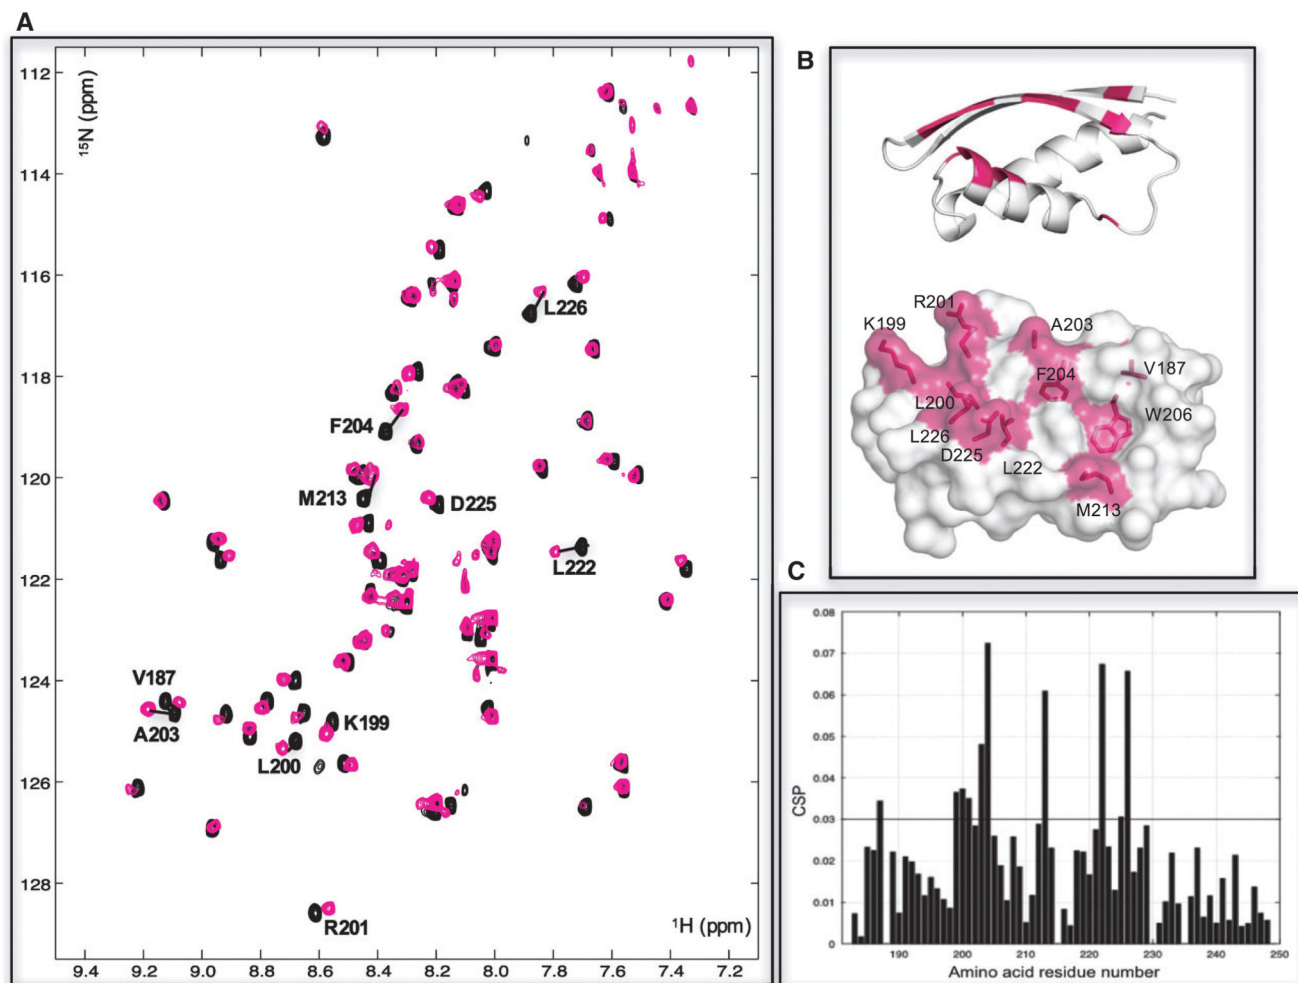 A
112
114
116
118
120
122
124
126
128
15N (ppm)
L226
F204
M213
D225
L222
V187
A203
K199
L200
R201
1H (ppm)
9.4 9.2 9.0 8.8 8.6 8.4 8.2 8.0 7.8 7.6 7.4 7.2
B
R201
K199
A203
F204
V187
L200
W206
L226
D225
L222
M213
C
0.08
0.07
0.06
0.05
0.04
0.03
0.02
0.01
0
CSP
190 200 210 220 230 240 250
Amino acid residue number